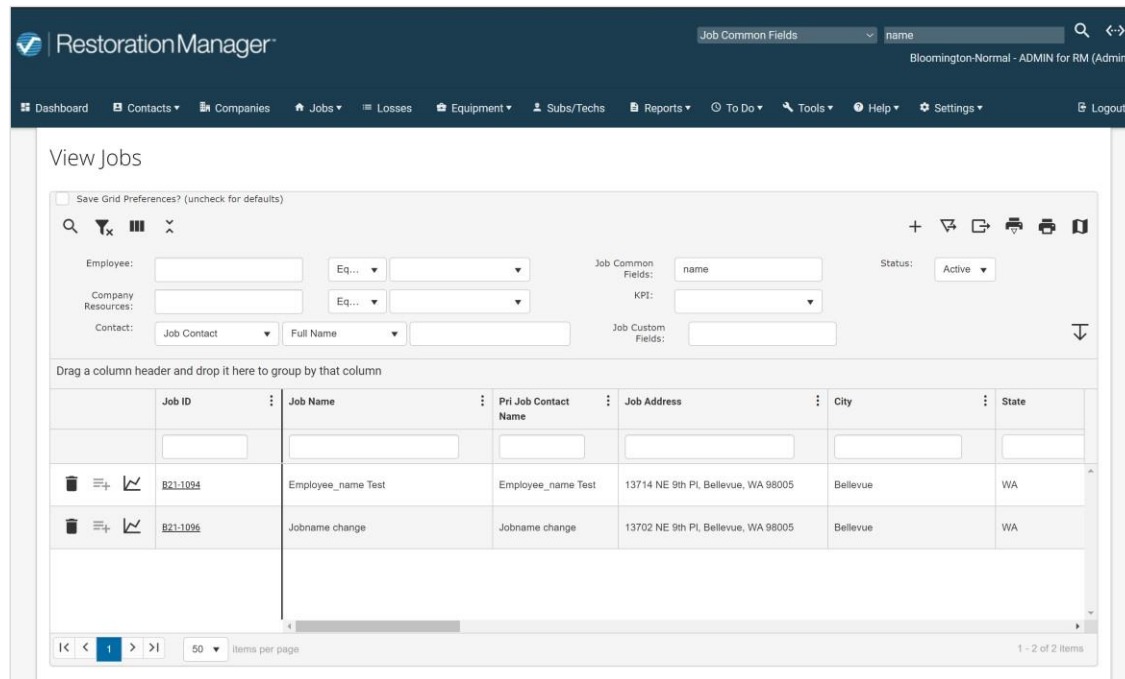 RestorationManager
Job Common Fields
name
Bloomington-Normal - ADMIN for RM (Admin
Dashboard Contacts Companies Jobs Losses Equipment Subs/Techs Reports To Do Tools Help Settings Logout
View Jobs
Save Grid Preferences? (uncheck for defaults)
Employee: Eq... Job Common Fields: name Status: Active
Company Resources: Eq... KPI:
Contact: Job Contact Full Name Job Custom Fields:
Drag a column header and drop it here to group by that column
Job ID Job Name Pri Job Contact Name Job Address City State
B21-1094 Employee_name Test Employee_name Test 13714 NE 9th Pl, Bellevue, WA 98005 Bellevue WA
B21-1096 Jobname change Jobname change 13702 NE 9th Pl, Bellevue, WA 98005 Bellevue WA
1 50 items per page 1 - 2 of 2 items